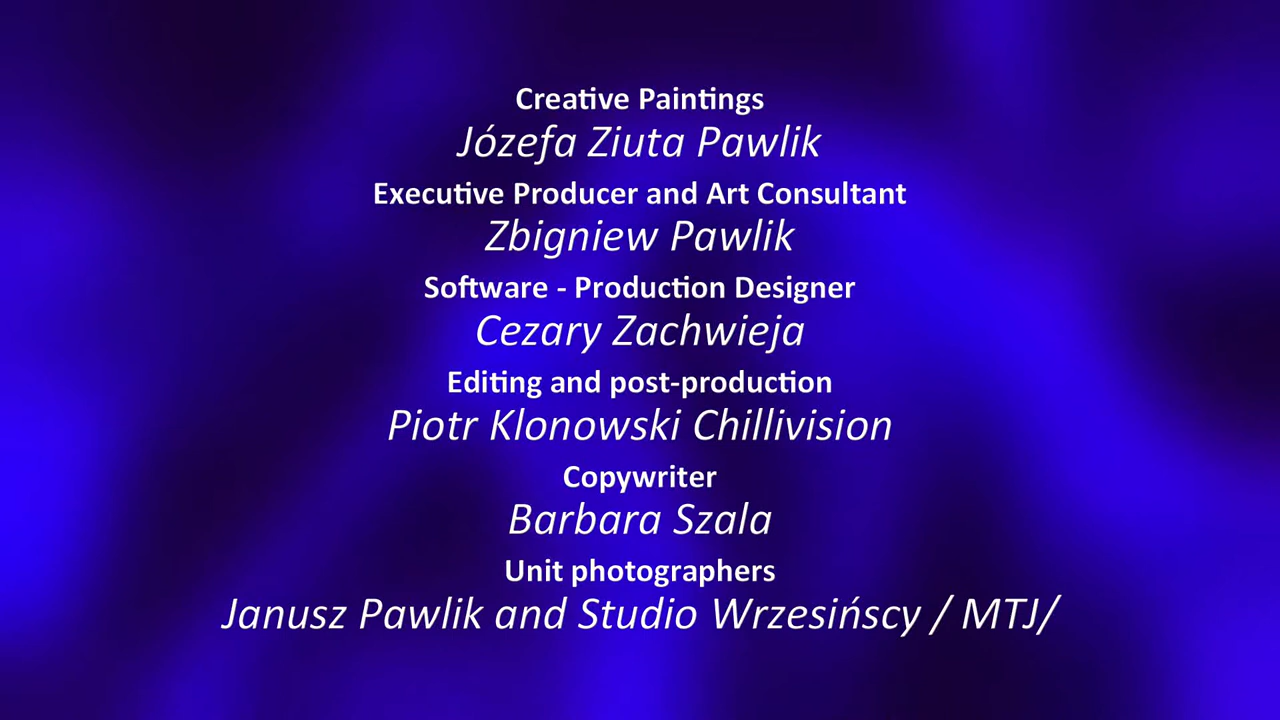 Creative Paintings
Józefa Ziuta Pawlik
Executive Producer and Art Consultant
Zbigniew Pawlik
Software - Production Designer
Cezary Zachwieja
Editing and post-production
Piotr Klonowski Chillivision
Copywriter
Barbara Szala
Unit photographers
Janusz Pawlik and Studio Wrzesińscy / MTJ/